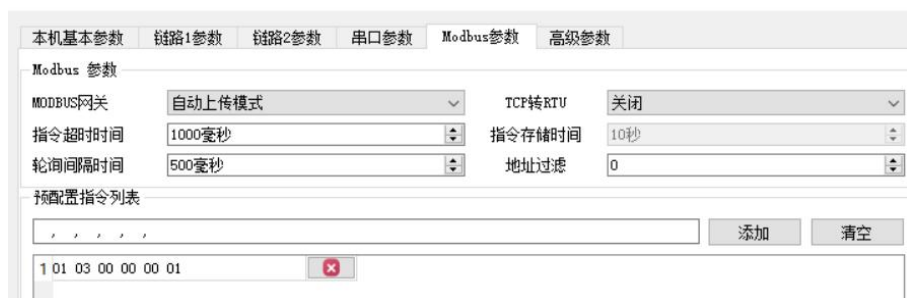 本机基本参数 链路1参数 链路2参数 串口参数 Modbus参数 高级参数
Modbus 参数
MODBUS网关 自动上传模式 TCP转RTU 关闭
指令超时时间 1000毫秒 指令存储时间 10秒
轮询间隔时间 500毫秒 地址过滤 0
预配置指令列表
, , , , , 添加 清空
1 01 03 00 00 00 01